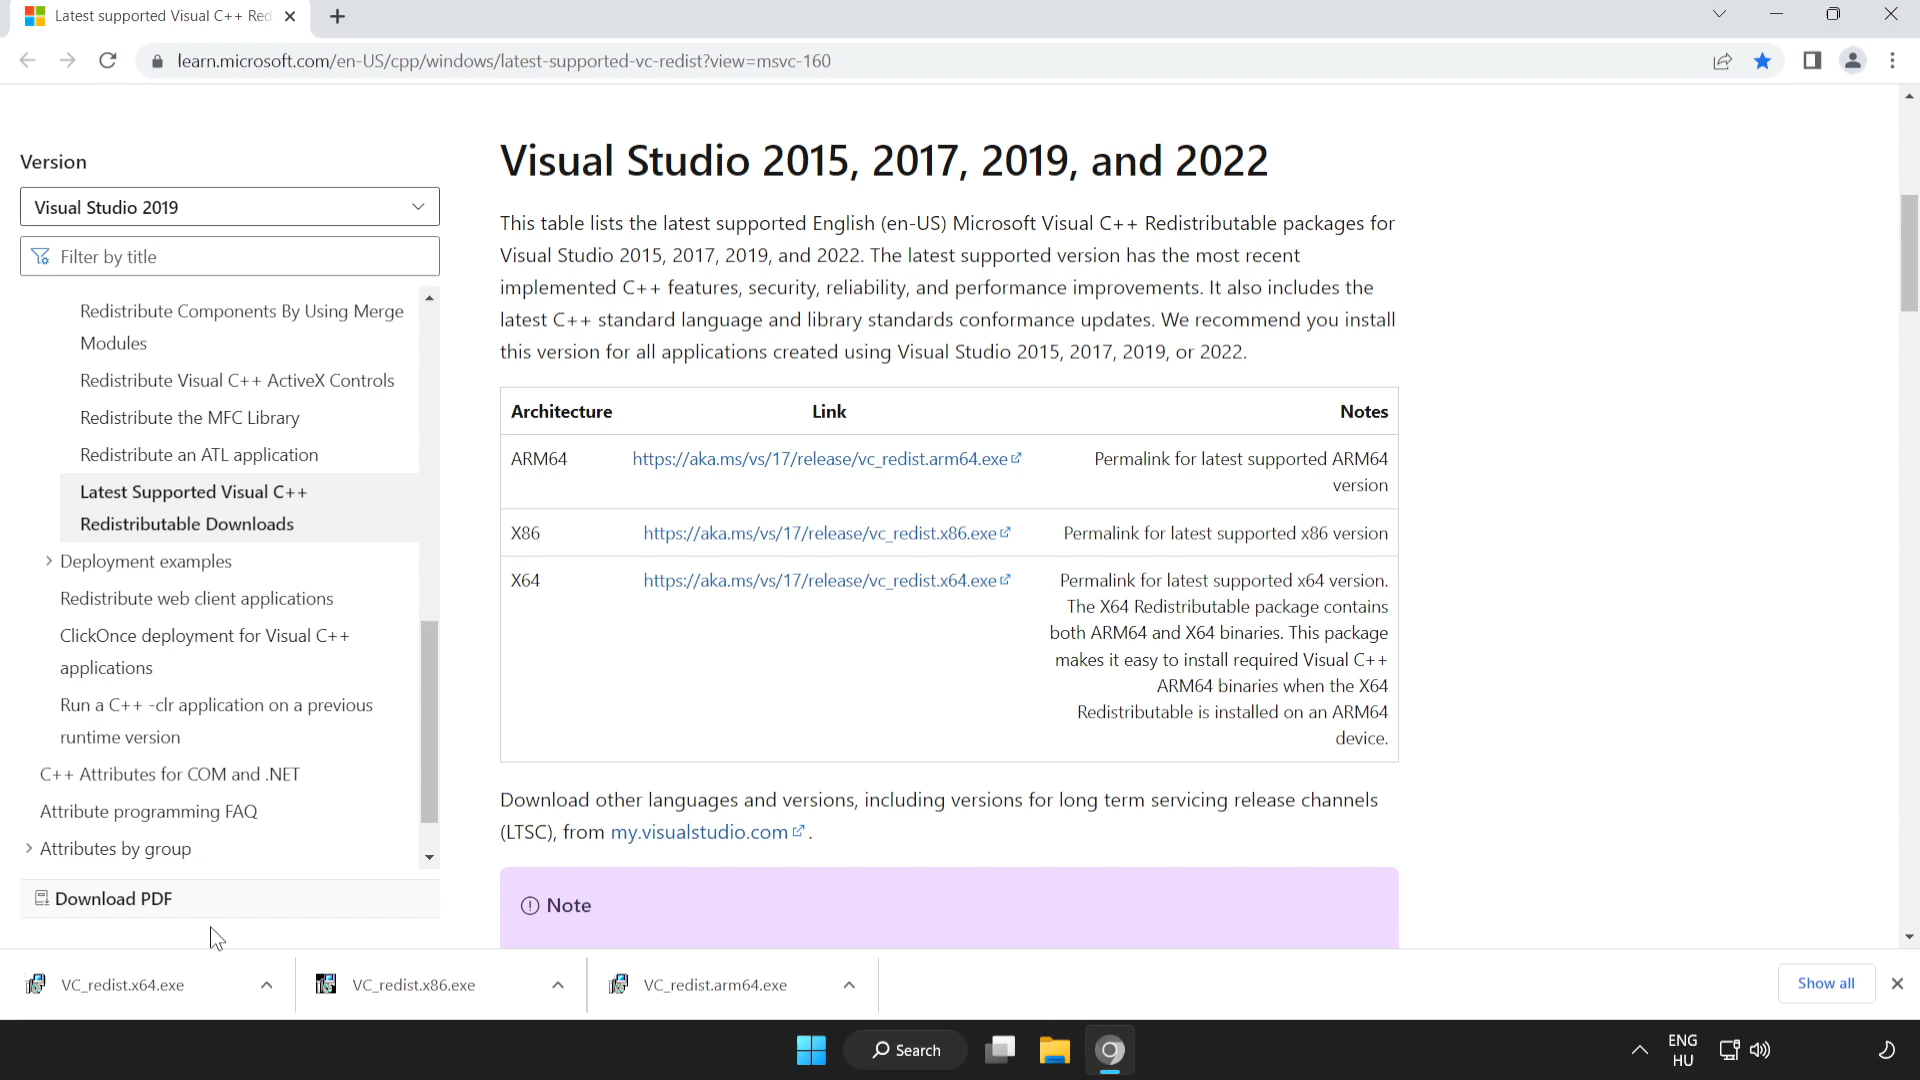 Latest supported Visual C++ Red
learn.microsoft.com/en-US/cpp/windows/latest-supported-vc-redist?view=msvc-160
Version
Visual Studio 2019
Filter by title
Redistribute Components By Using Merge
Modules
Redistribute Visual C++ ActiveX Controls
Redistribute the MFC Library
Redistribute an ATL application
Latest Supported Visual C++
Redistributable Downloads
Deployment examples
Redistribute web client applications
ClickOnce deployment for Visual C++
applications
Run a C++ -clr application on a previous
runtime version
C++ Attributes for COM and .NET
Attribute programming FAQ
Attributes by group
Download PDF
Visual Studio 2015, 2017, 2019, and 2022
This table lists the latest supported English (en-US) Microsoft Visual C++ Redistributable packages for
Visual Studio 2015, 2017, 2019, and 2022. The latest supported version has the most recent
implemented C++ features, security, reliability, and performance improvements. It also includes the
latest C++ standard language and library standards conformance updates. We recommend you install
this version for all applications created using Visual Studio 2015, 2017, 2019, or 2022.
Architecture Link Notes
ARM64 https://aka.ms/vs/17/release/vc_redist.arm64.exe Permalink for latest supported ARM64
version
X86 https://aka.ms/vs/17/release/vc_redist.x86.exe Permalink for latest supported x86 version
X64 https://aka.ms/vs/17/release/vc_redist.x64.exe Permalink for latest supported x64 version.
The X64 Redistributable package contains
both ARM64 and X64 binaries. This package
makes it easy to install required Visual C++
ARM64 binaries when the X64
Redistributable is installed on an ARM64
device.
Download other languages and versions, including versions for long term servicing release channels
(LTSC), from my.visualstudio.com .
Note
VC_redist.x64.exe
VC_redist.x86.exe
VC_redist.arm64.exe
Show all
Search
ENG
HU